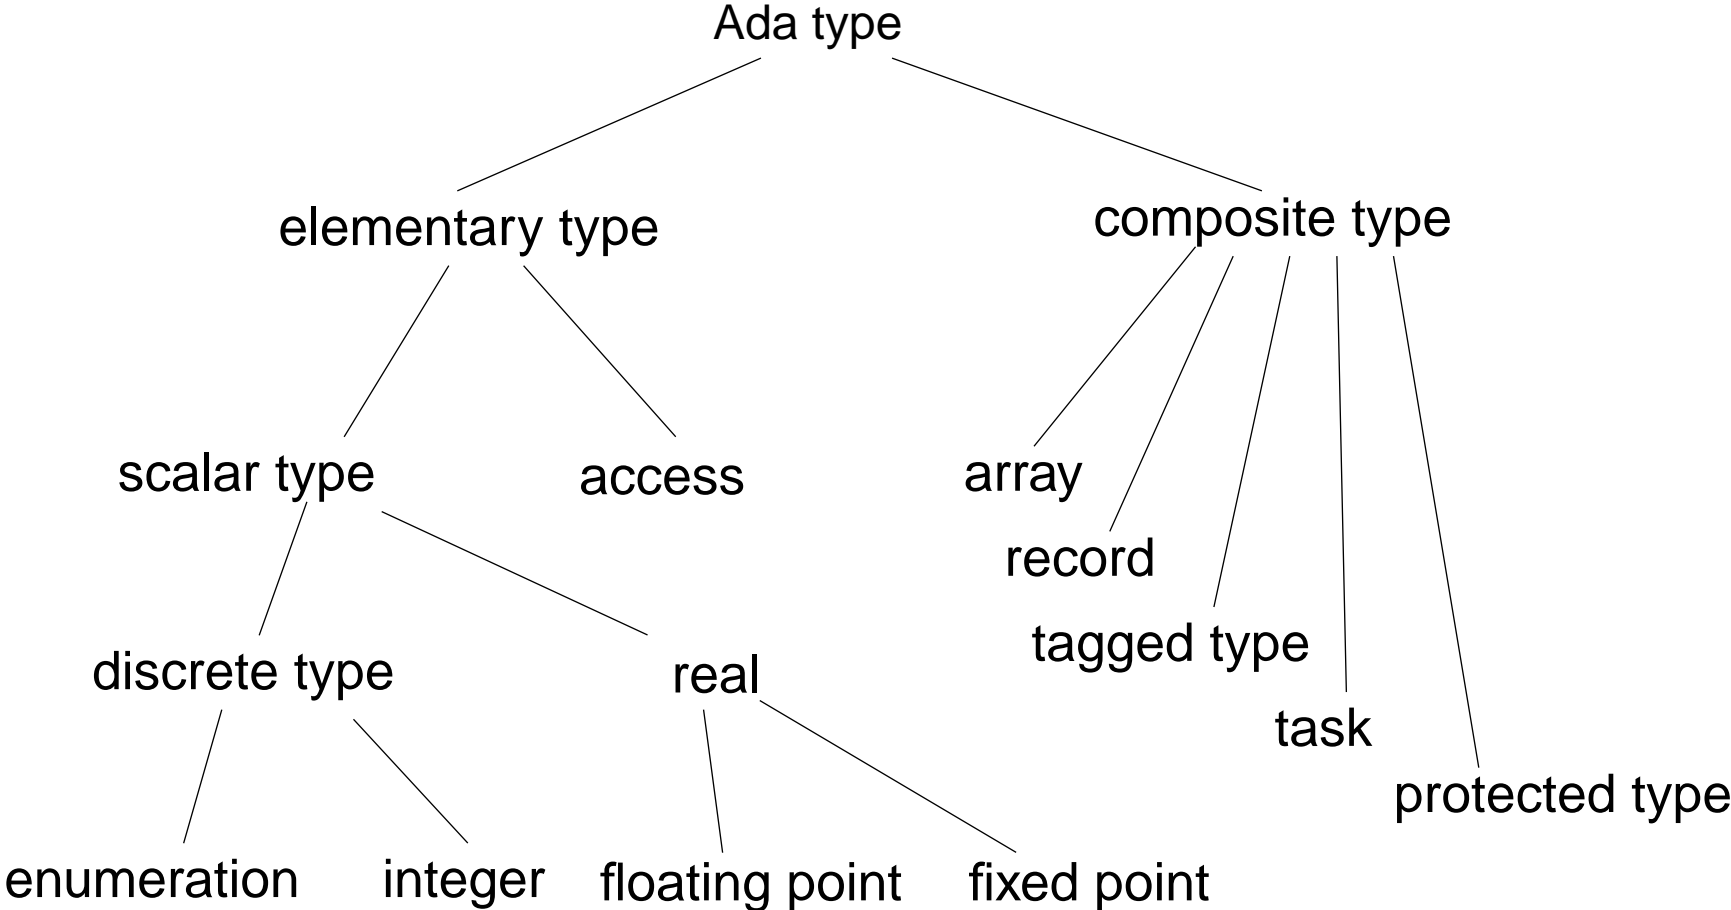 Ada type
elementary type
composite type
scalar type
access
array
record
tagged type
discrete type
real
task
protected type
enumeration
integer
floating point
fixed point